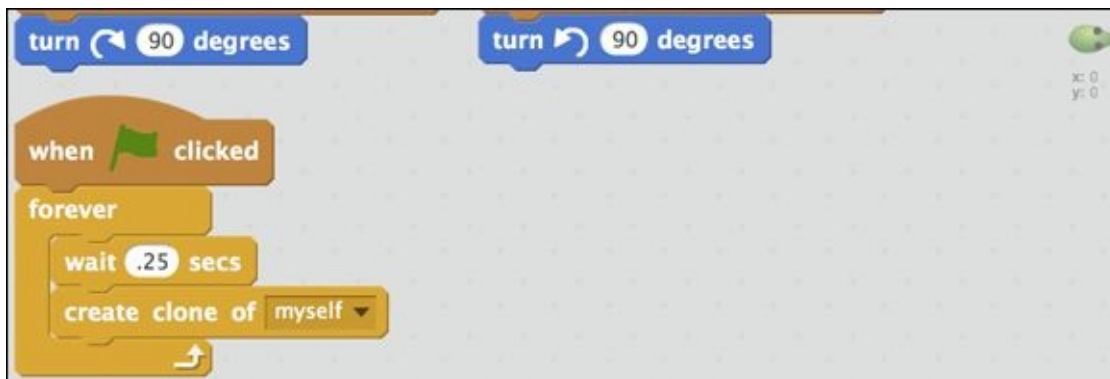 turn 90 degrees
turn 90 degrees
x: 0
y: 0
when clicked
forever
wait .25 secs
create clone of myself